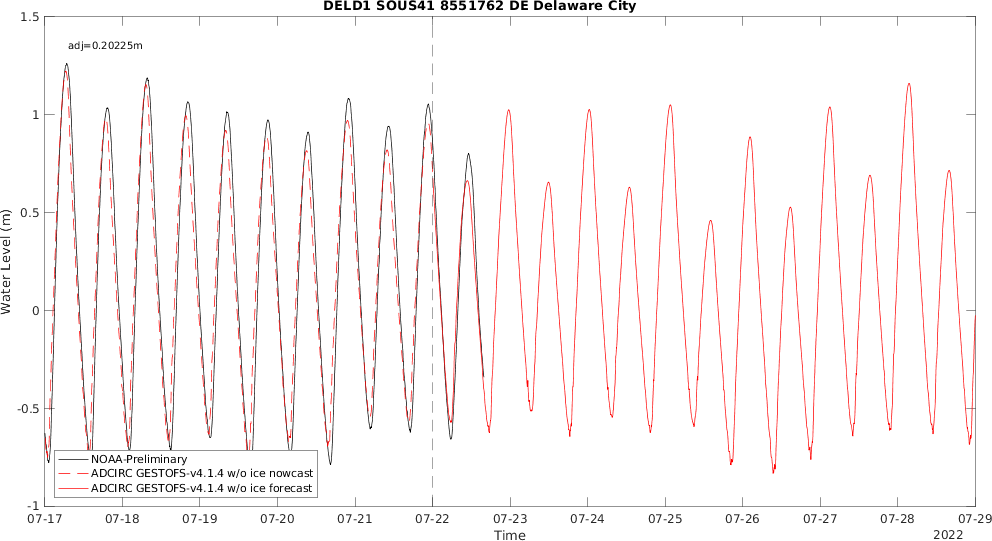 DELD1 SOUS41 8551762 DE Delaware City
adj=0.20225m
1.5
1
0.5
0
-0.5
-1
Water Level (m)
NOAA-Preliminary
ADCIRC GESTOFS-v4.1.4 w/o ice nowcast
ADCIRC GESTOFS-v4.1.4 w/o ice forecast
07-17 07-18 07-19 07-20 07-21 07-22 07-23 07-24 07-25 07-26 07-27 07-28 07-29
Time
2022